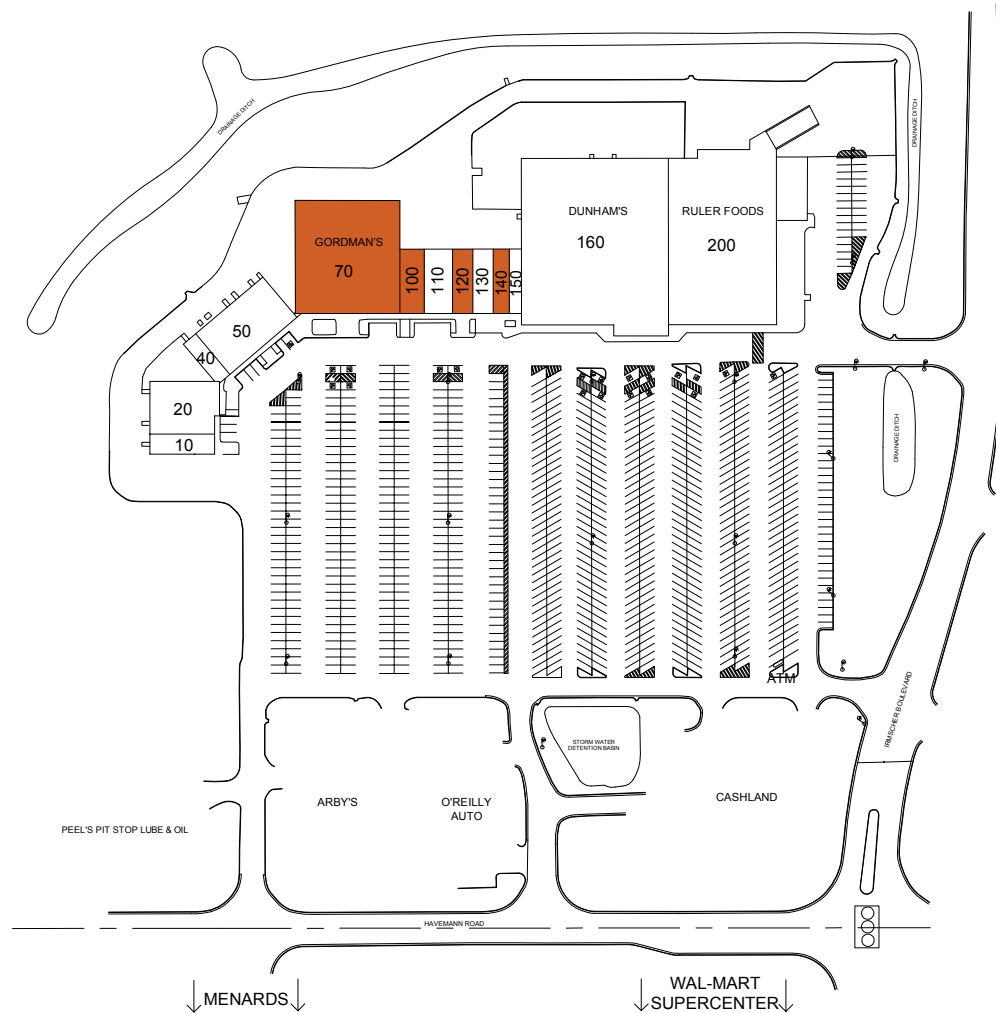 DRAINAGE DITCH
DRAINAGE DITCH
DUNHAM'S
160
RULER FOODS
200
GORDMAN'S
70
100
110
120
130
140
150
50
40
20
10
DRAINAGE DITCH
ATM
IRMSCHER BOULEVARD
STORM WATER
DETENTION BASIN
ARBY'S
O'REILLY
AUTO
CASHLAND
PEEL'S PIT STOP LUBE & OIL
HAVEMANN ROAD
MENARDS
WAL-MART
SUPERCENTER